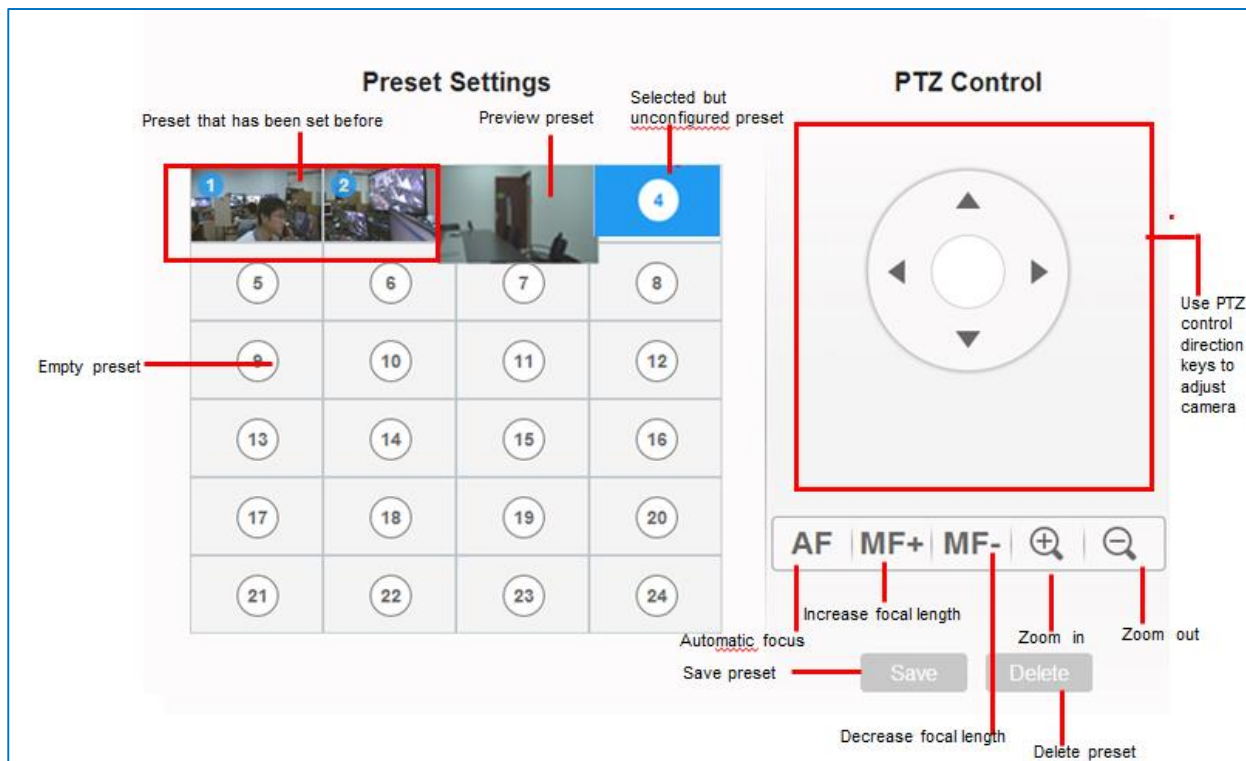 Preset Settings
PTZ Control
Preset that has been set before
Preview preset
Selected but
unconfigured preset
1
2
4
5
6
7
8
Use PTZ
control
direction
keys to
adjust
camera
Empty preset
9
10
11
12
13
14
15
16
17
18
19
20
AF MF+ MF-
21
22
23
24
Increase focal length
Automatic focus
Zoom in
Zoom out
Save preset
Save
Delete
Decrease focal length
Delete preset